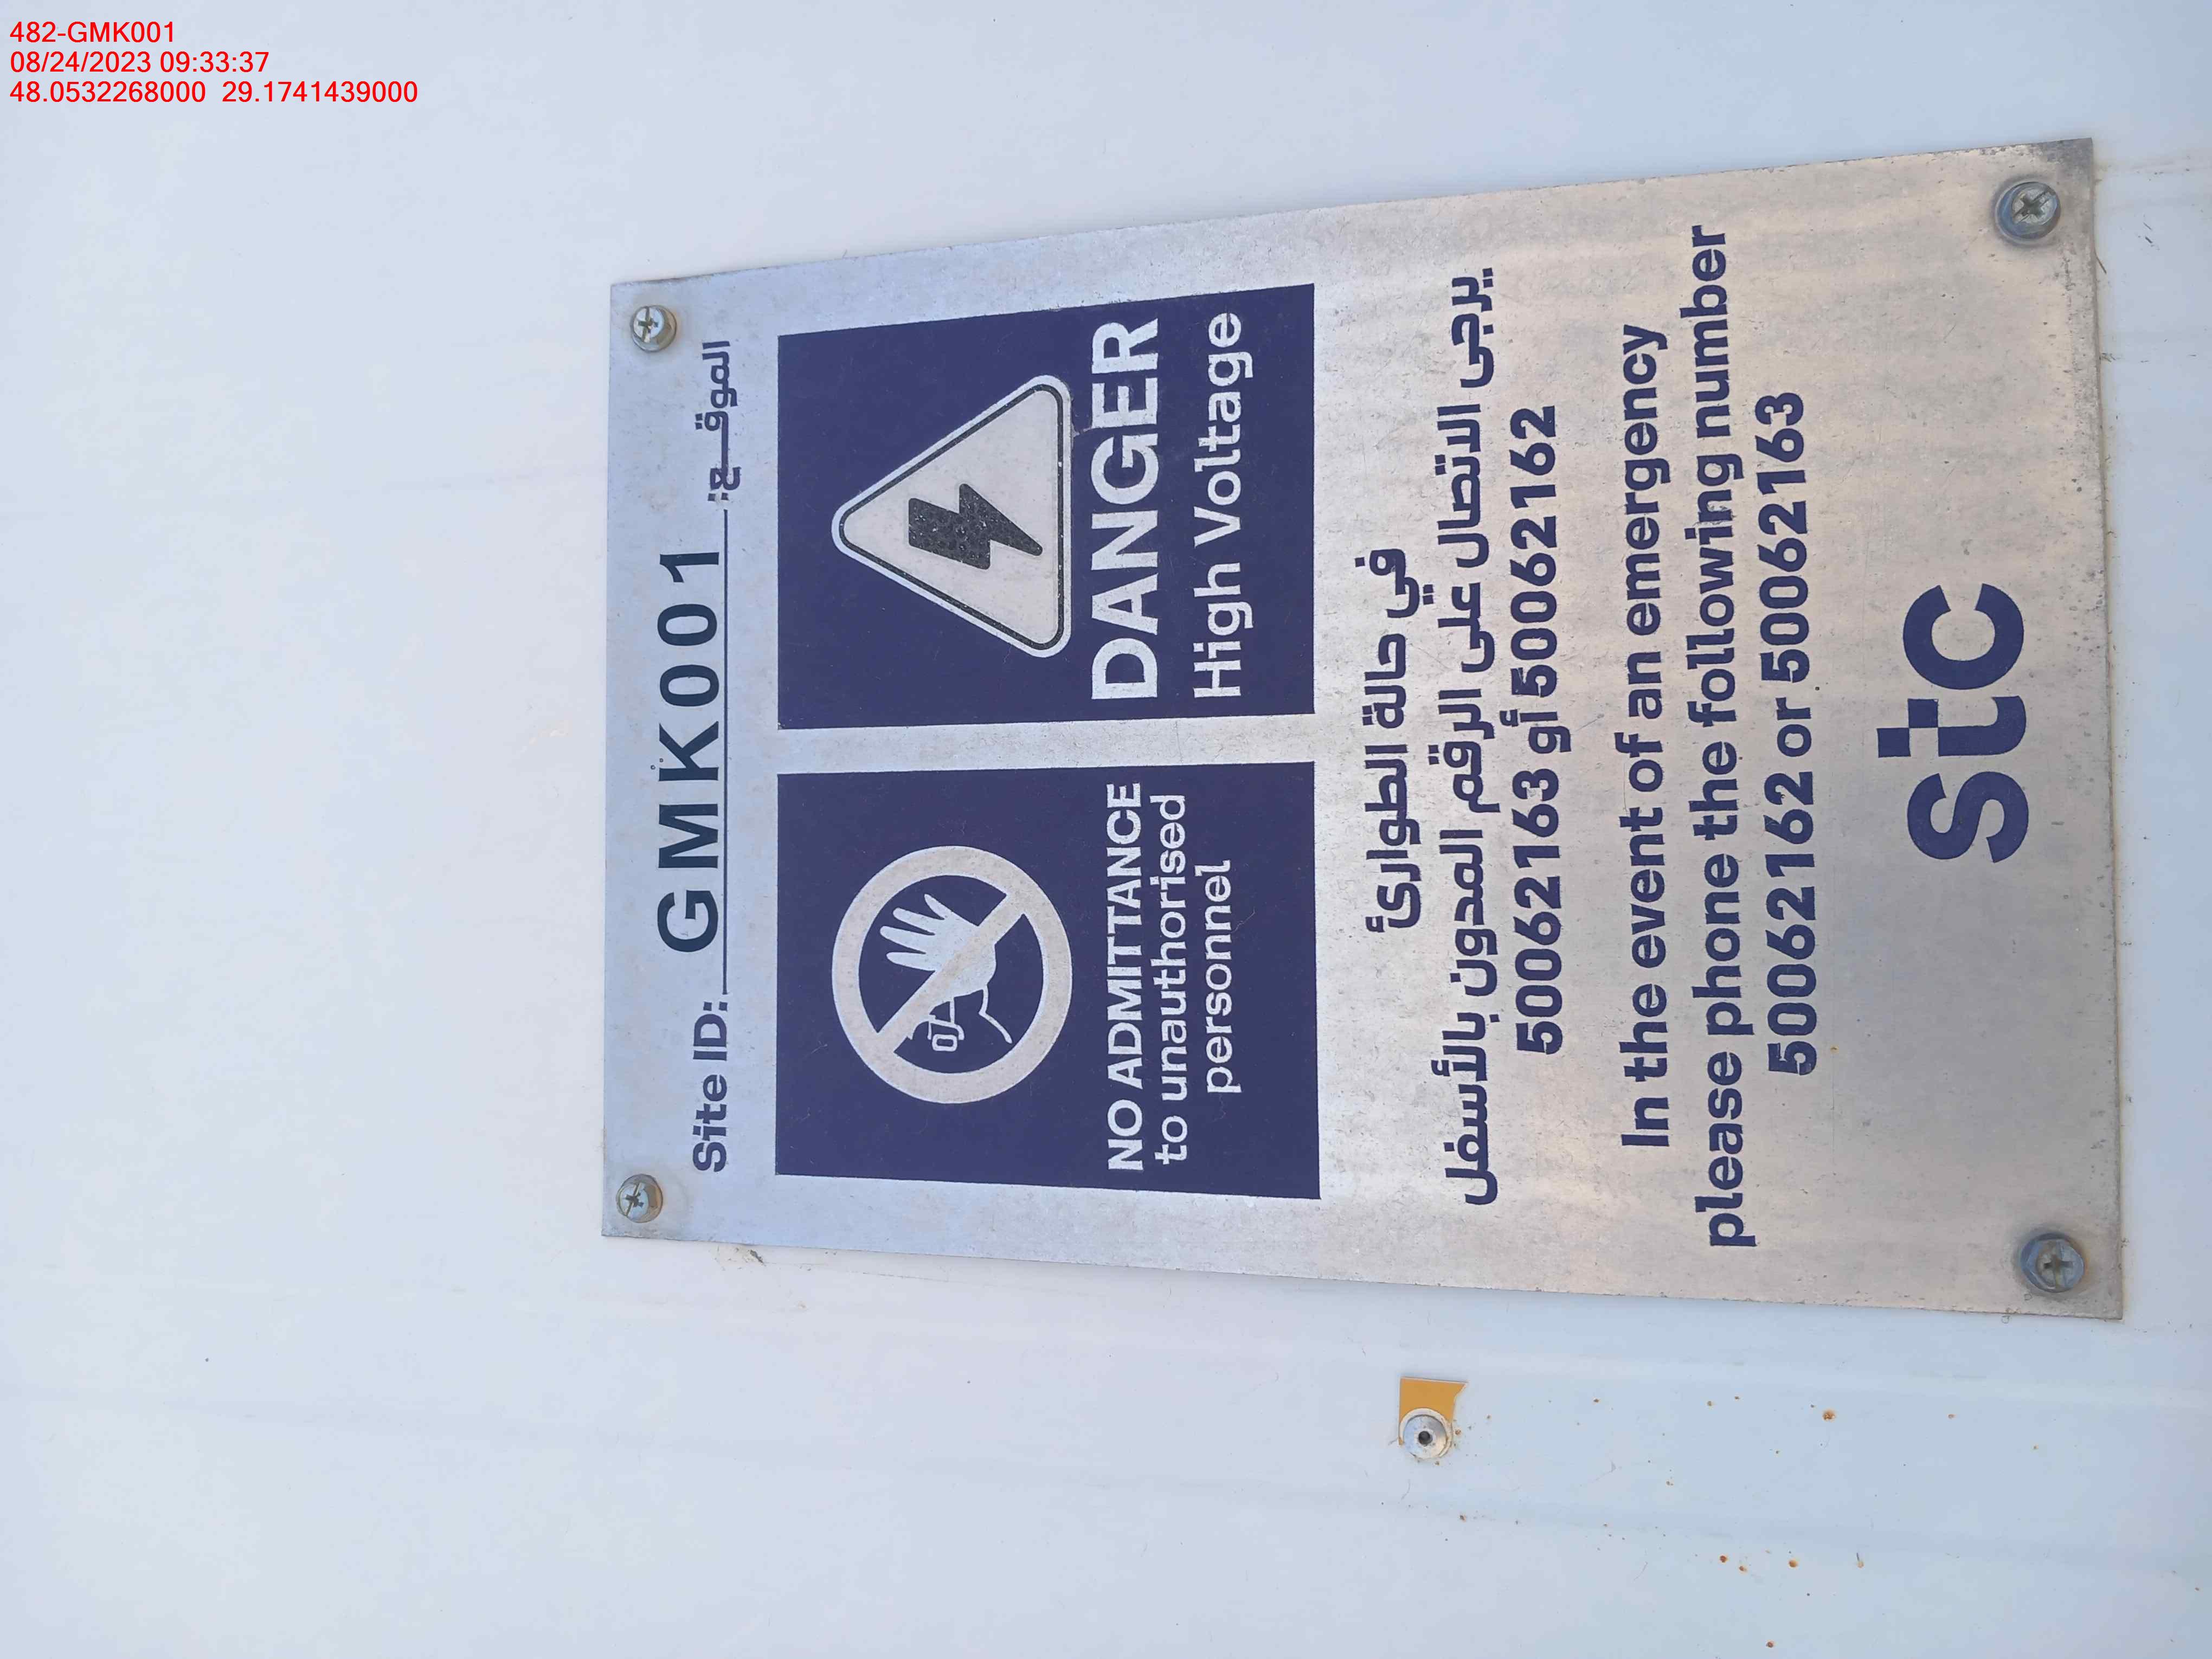 482-GMK001
08/24/2023 09:33:37
48.0532268000 29.1741439000
Site ID: GMK001 الموقـــع:
NO ADMITTANCE
to unauthorised
personnel
DANGER
High Voltage
في حالة الطوارئ
يرجى الاتصال على الرقم المدون بالأسفل
50062163 أو 50062162
In the event of an emergency
please phone the following number
50062162 or 50062163
stc